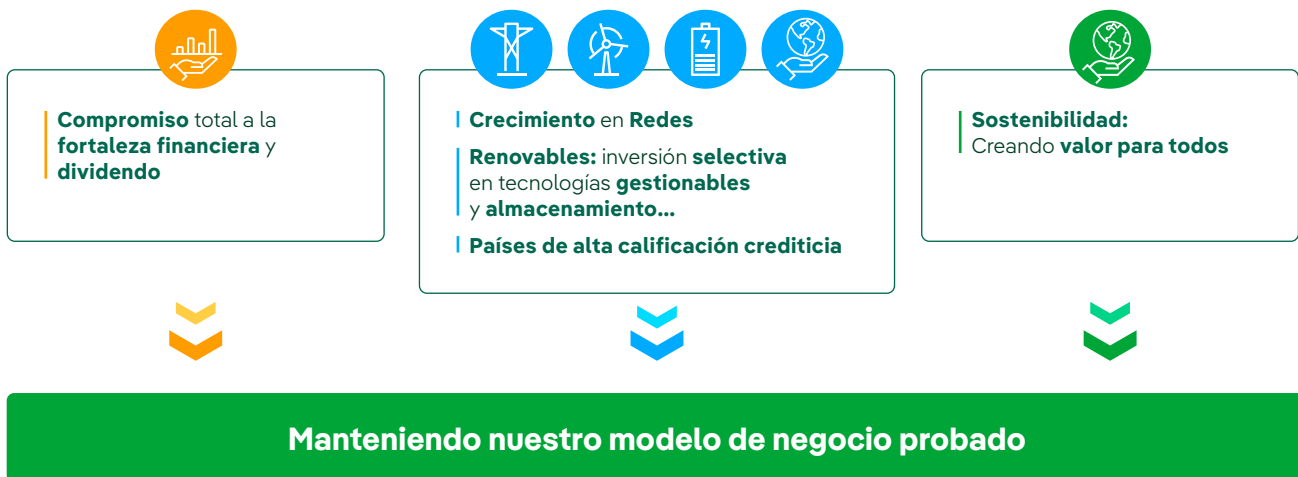 Compromiso total a la
fortaleza financiera y
dividendo
Crecimiento en Redes
Renovables: inversión selectiva
en tecnologías gestionables
y almacenamiento...
Países de alta calificación crediticia
Sostenibilidad:
Creando valor para todos
Manteniendo nuestro modelo de negocio probado